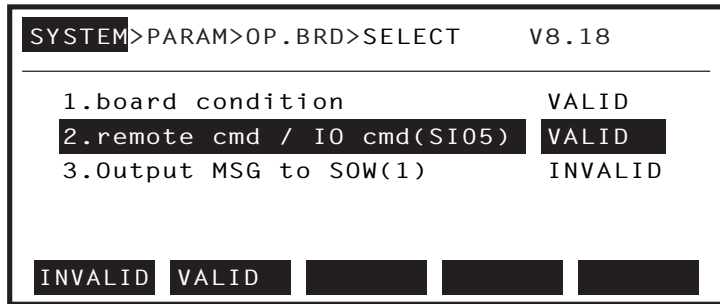 SYSTEM>PARAM>OP.BRD>SELECT V8.18
1.board condition VALID
2.remote cmd / IO cmd(SI05) VALID
3.Output MSG to SOW(1) INVALID
INVALID VALID